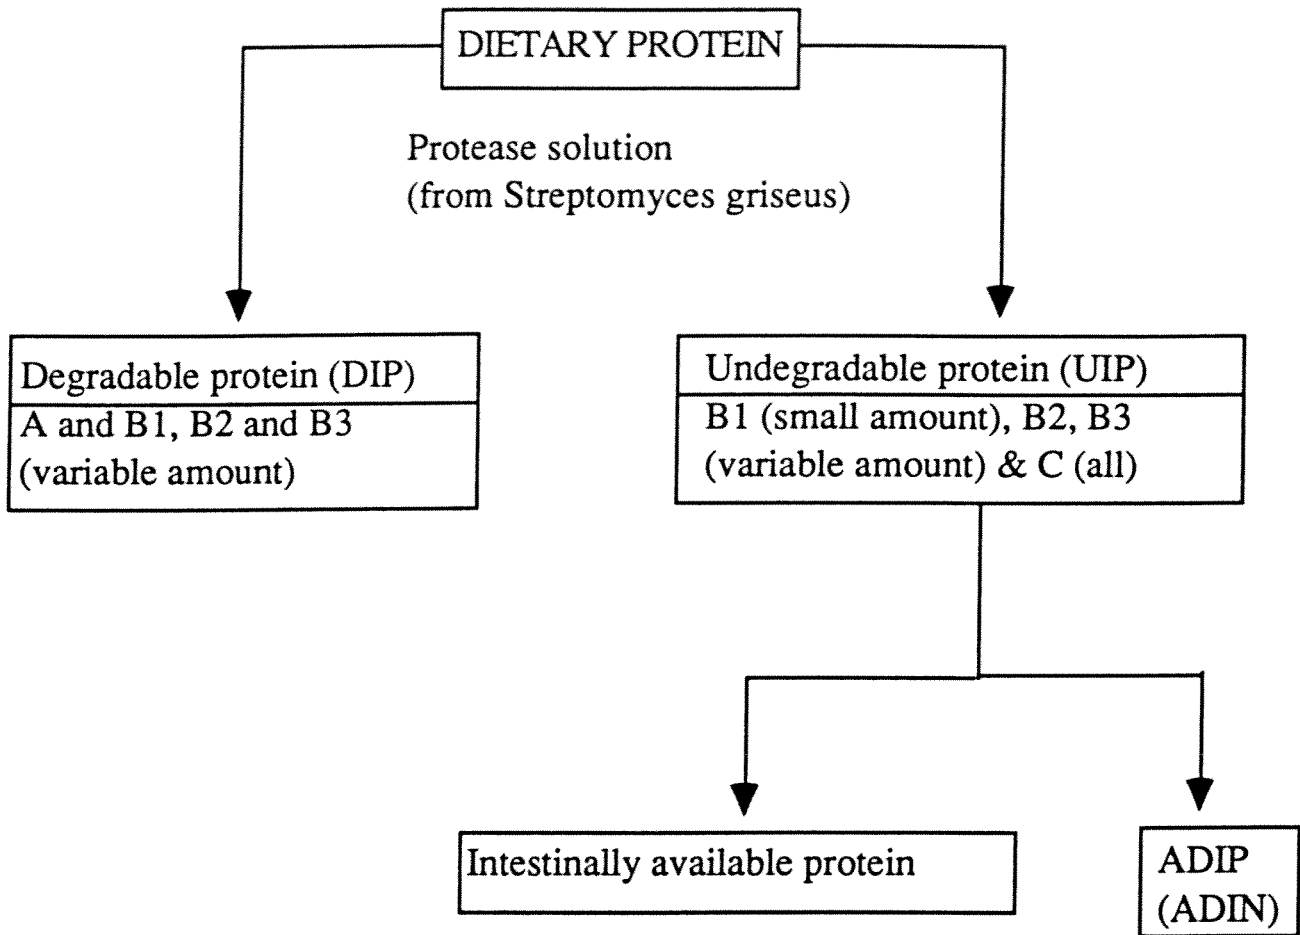 DIETARY PROTEIN
Protease solution
(from Streptomyces griseus)
Degradable protein (DIP)
A and B1, B2 and B3
(variable amount)
Undegradable protein (UIP)
B1 (small amount), B2, B3
(variable amount) & C (all)
Intestinally available protein
ADIP
(ADIN)